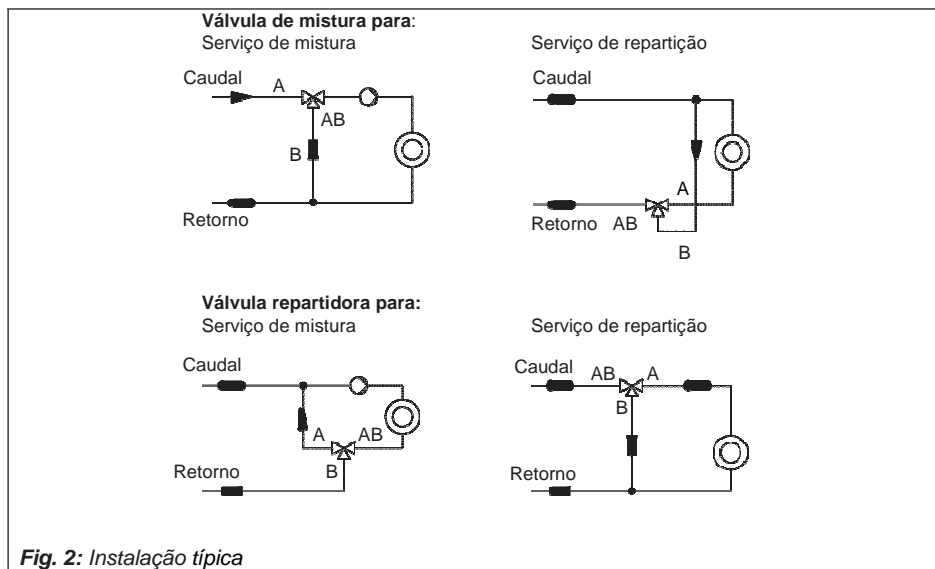 Válvula de mistura para:
Serviço de mistura
Caudal
A
AB
B
Retorno
Serviço de repartição
Caudal
A
Retorno
AB
B
Válvula repartidora para:
Serviço de mistura
Caudal
A
AB
B
Retorno
Serviço de repartição
Caudal
AB
A
B
Retorno
Fig. 2: Instalação típica